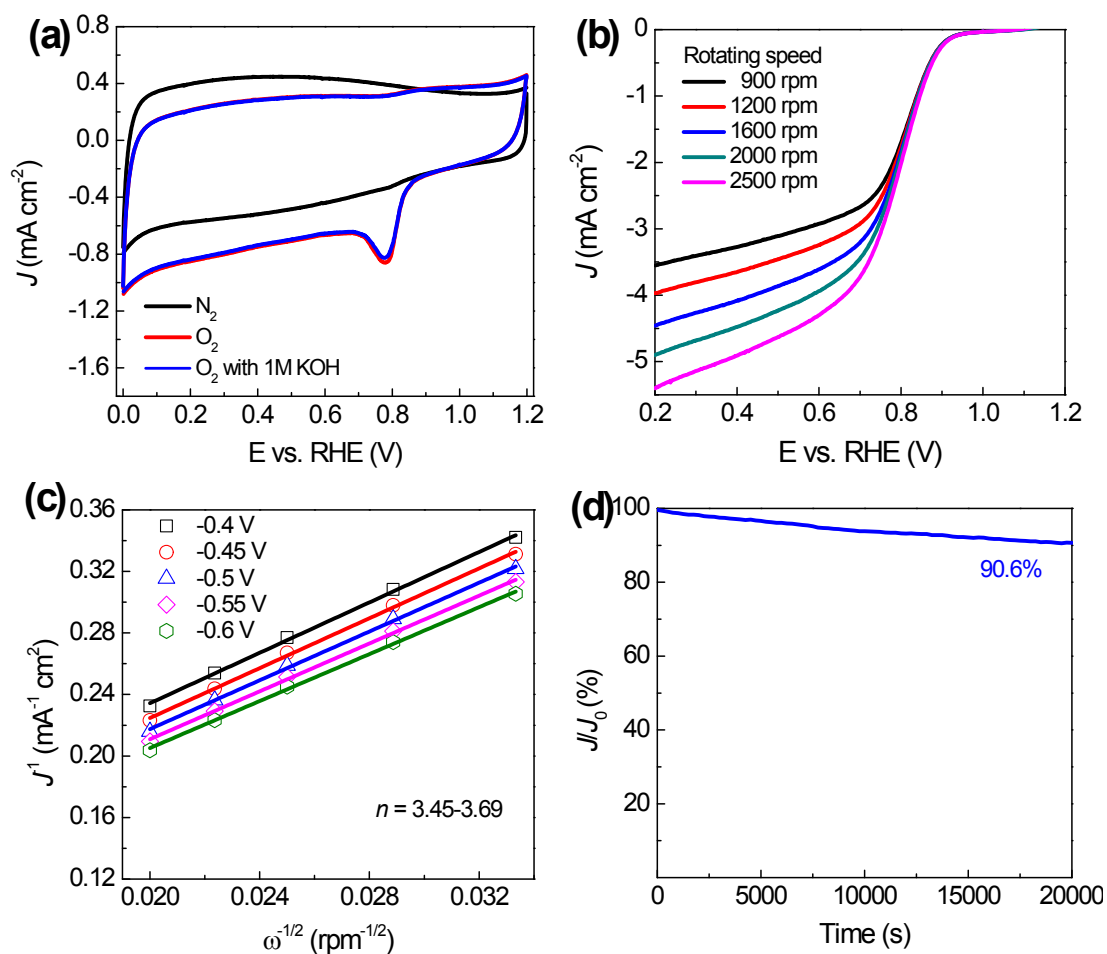 (a)
0.8
0.4
0.0
-0.4
-0.8
-1.2
-1.6
J (mA cm⁻²)
N₂
O₂
O₂ with 1M KOH
0.0 0.2 0.4 0.6 0.8 1.0 1.2
E vs. RHE (V)
(b)
0
-1
-2
-3
-4
-5
J (mA cm⁻²)
Rotating speed
900 rpm
1200 rpm
1600 rpm
2000 rpm
2500 rpm
0.2 0.4 0.6 0.8 1.0 1.2
E vs. RHE (V)
(c)
0.36
0.32
0.28
0.24
0.20
0.16
0.12
J¹ (mA⁻¹ cm²)
-0.4 V
-0.45 V
-0.5 V
-0.55 V
-0.6 V
n = 3.45-3.69
0.020 0.024 0.028 0.032
ω⁻¹/² (rpm⁻¹/²)
(d)
100
80
60
40
20
J/J₀ (%)
90.6%
0 5000 10000 15000 20000
Time (s)